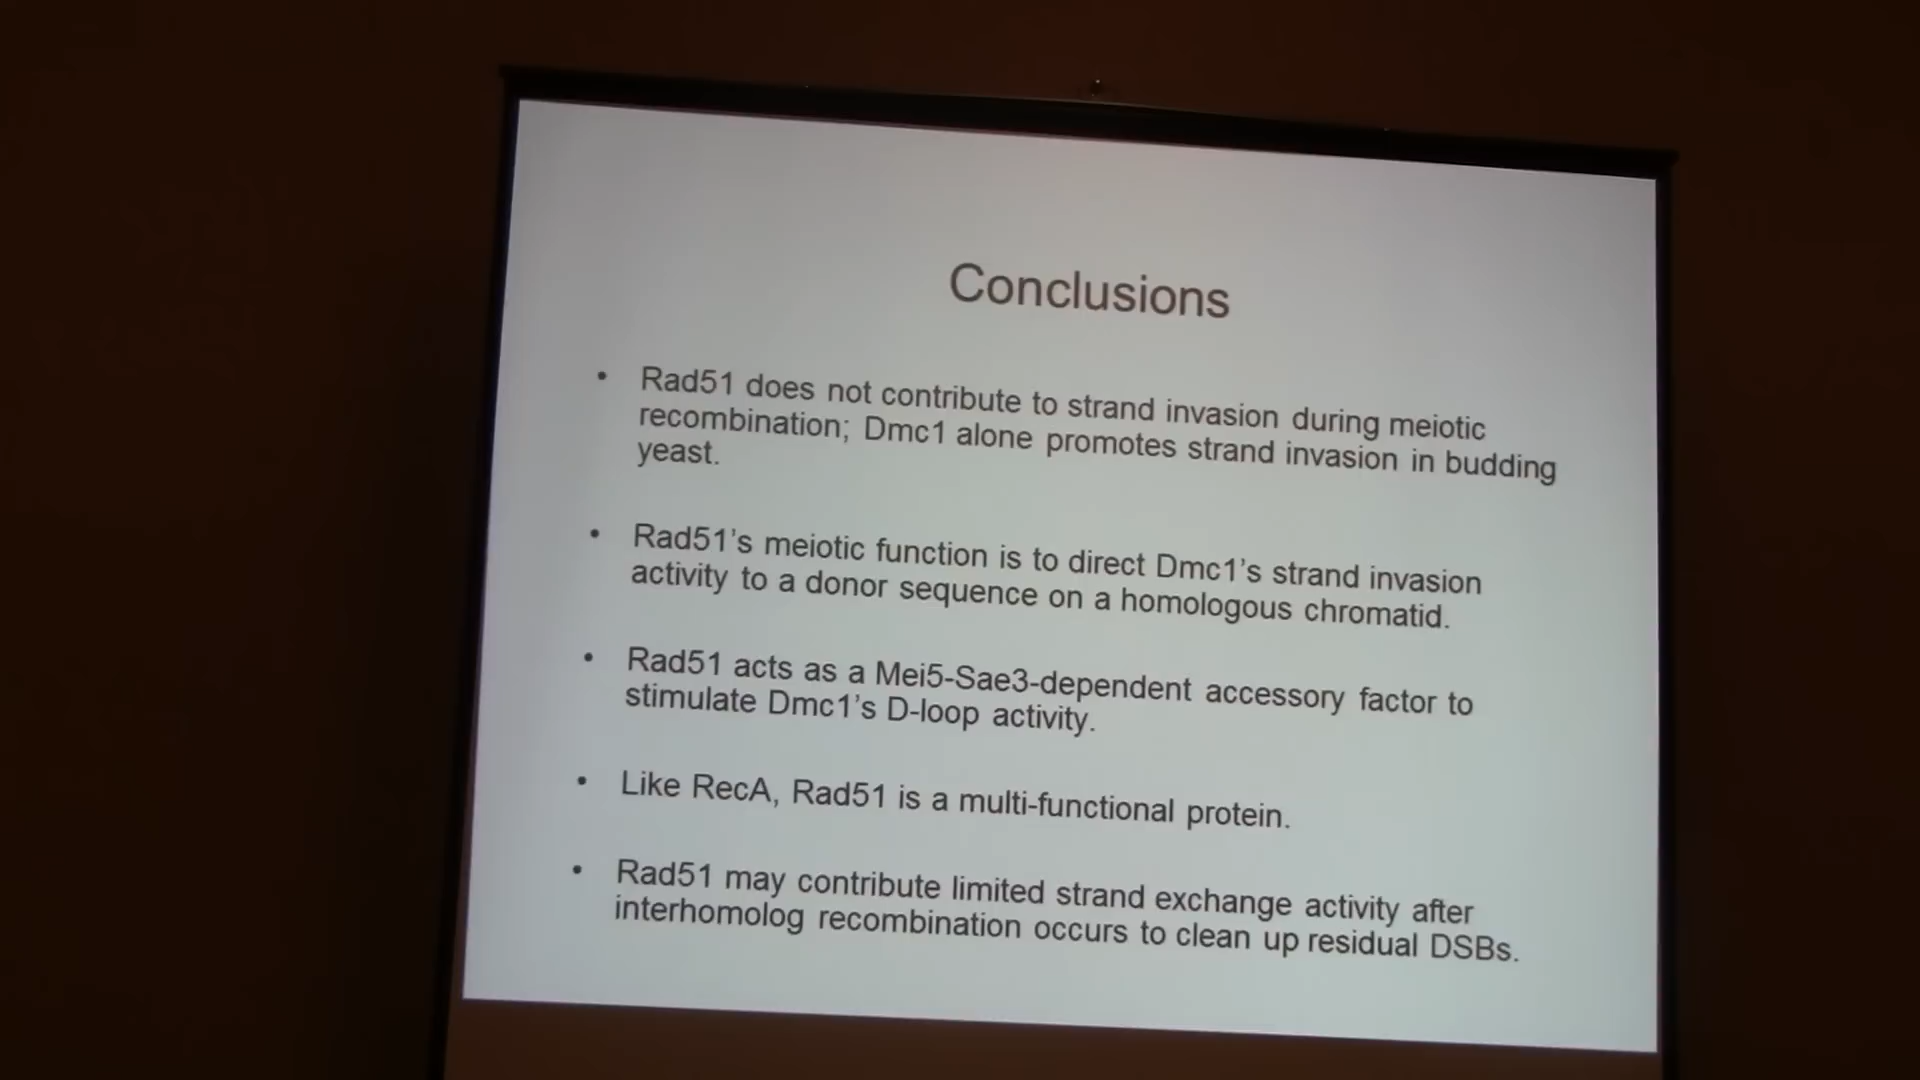 Conclusions
• Rad51 does not contribute to strand invasion during meiotic
recombination; Dmc1 alone promotes strand invasion in budding
yeast.
• Rad51's meiotic function is to direct Dmc1's strand invasion
activity to a donor sequence on a homologous chromatid.
• Rad51 acts as a Mei5-Sae3-dependent accessory factor to
stimulate Dmc1's D-loop activity.
• Like RecA, Rad51 is a multi-functional protein.
• Rad51 may contribute limited strand exchange activity after
interhomolog recombination occurs to clean up residual DSBs.